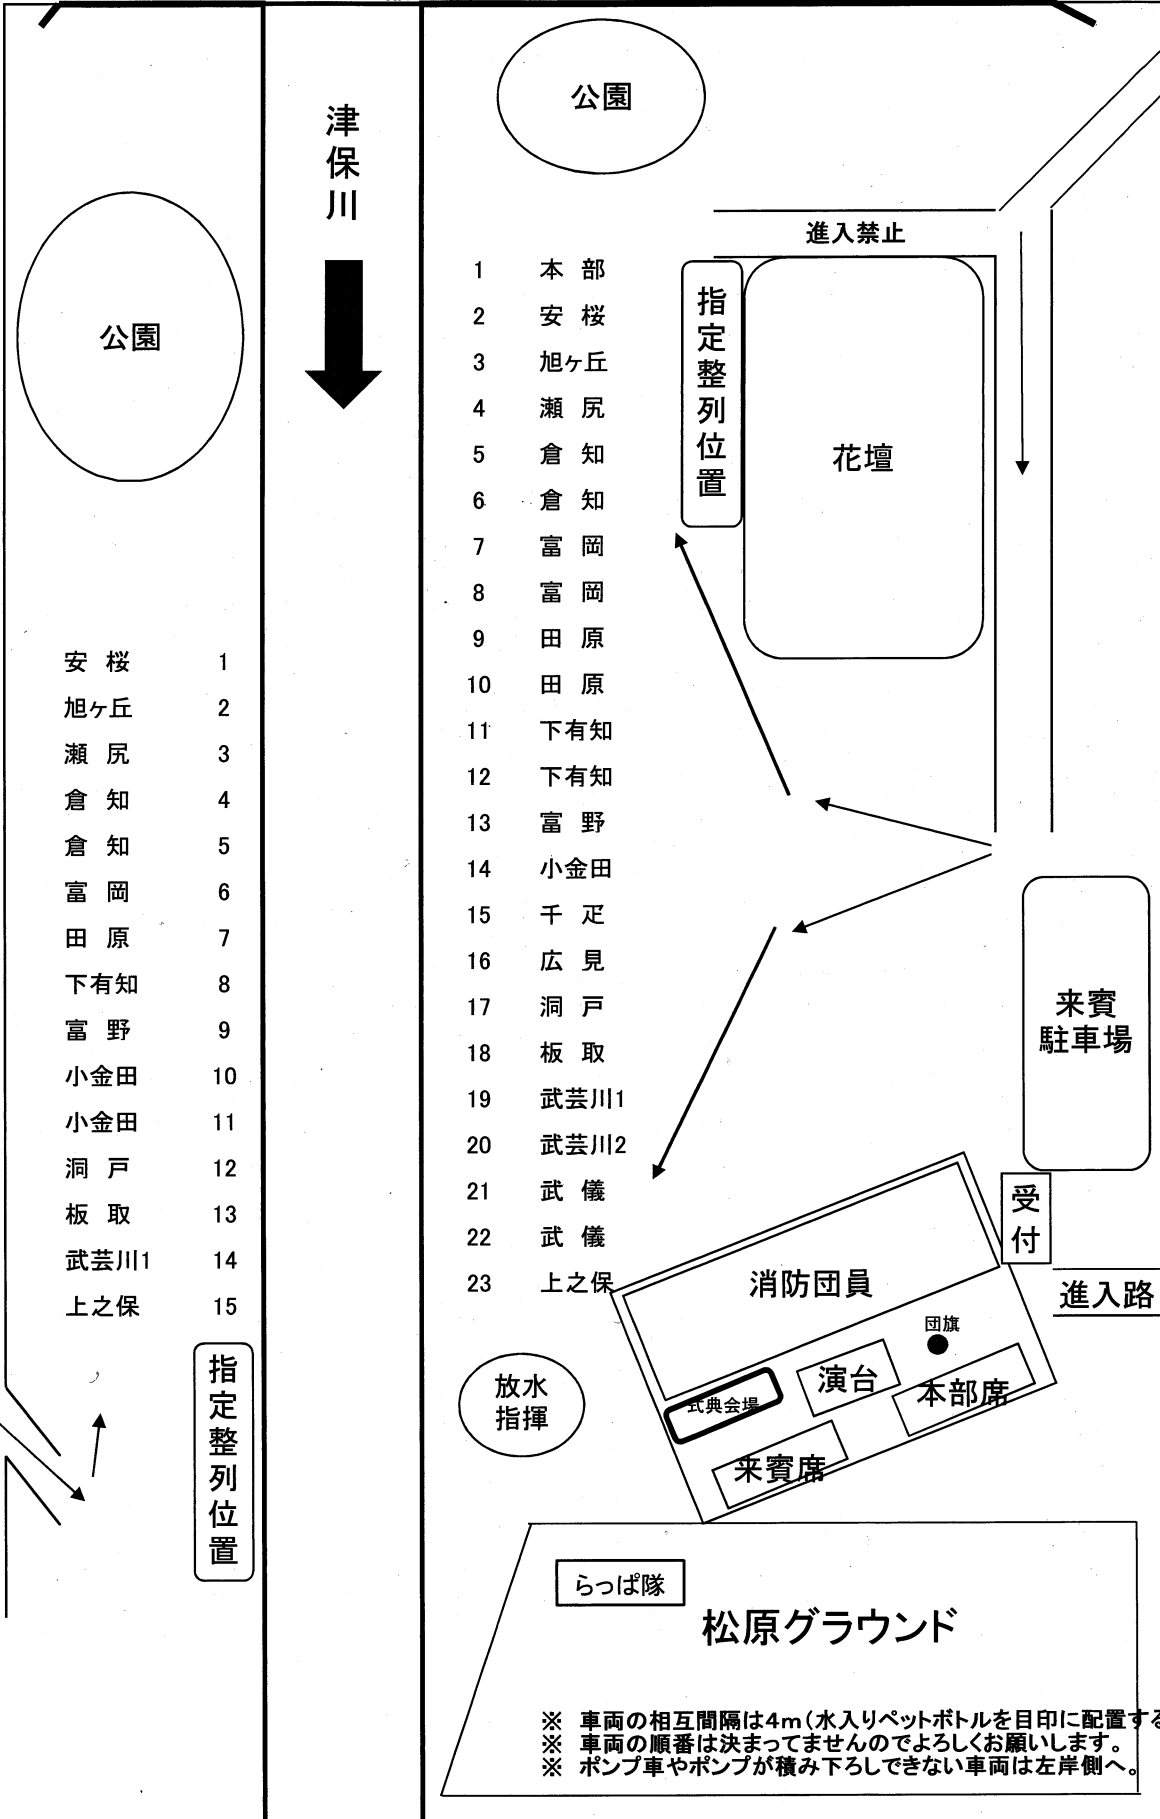 公園
津保川
公園
進入禁止
指定整列位置
花壇
1 本 部
2 安 桜
3 旭ヶ丘
4 瀬 尻
5 倉 知
6 倉 知
7 富 岡
8 富 岡
9 田 原
10 田 原
11 下有知
12 下有知
13 富 野
14 小金田
15 千 疋
16 広 見
17 洞 戸
18 板 取
19 武芸川1
20 武芸川2
21 武 儀
22 武 儀
23 上之保
安 桜 1
旭ヶ丘 2
瀬 尻 3
倉 知 4
倉 知 5
富 岡 6
田 原 7
下有知 8
富 野 9
小金田 10
小金田 11
洞 戸 12
板 取 13
武芸川1 14
上之保 15
指定整列位置
来賓
駐車場
受付
進入路
消防団員
団旗
演台
本部席
式典会場
来賓席
放水
指揮
らっぱ隊
松原グラウンド
※ 車両の相互間隔は4m(水入りペットボトルを目印に配置する
※ 車両の順番は決まってませんのでよろしくお願いします。
※ ポンプ車やポンプが積み下ろしできない車両は左岸側へ。